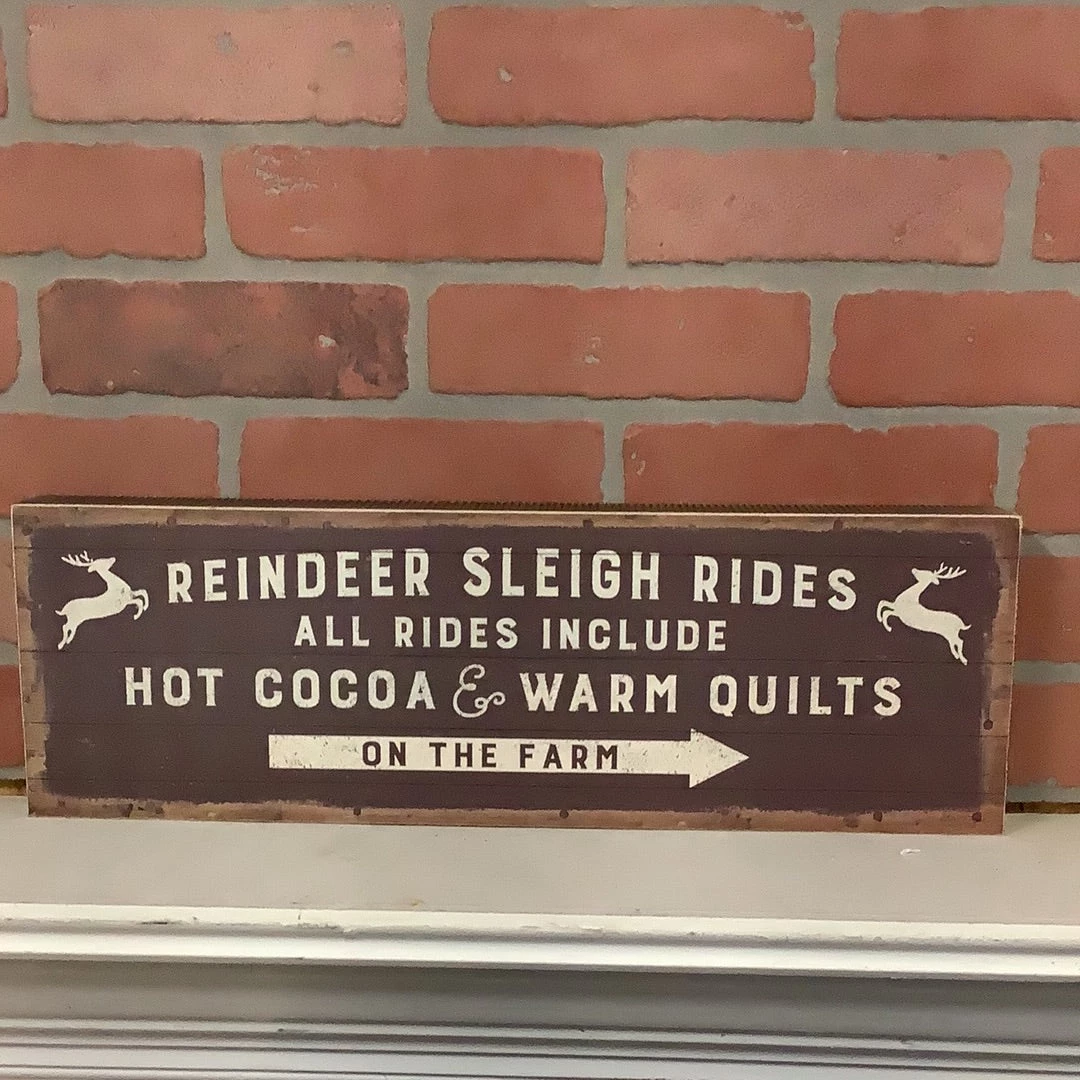 REINDEER SLEIGH RIDES
ALL RIDES INCLUDE
HOT COCOA & WARM QUILTS
ON THE FARM